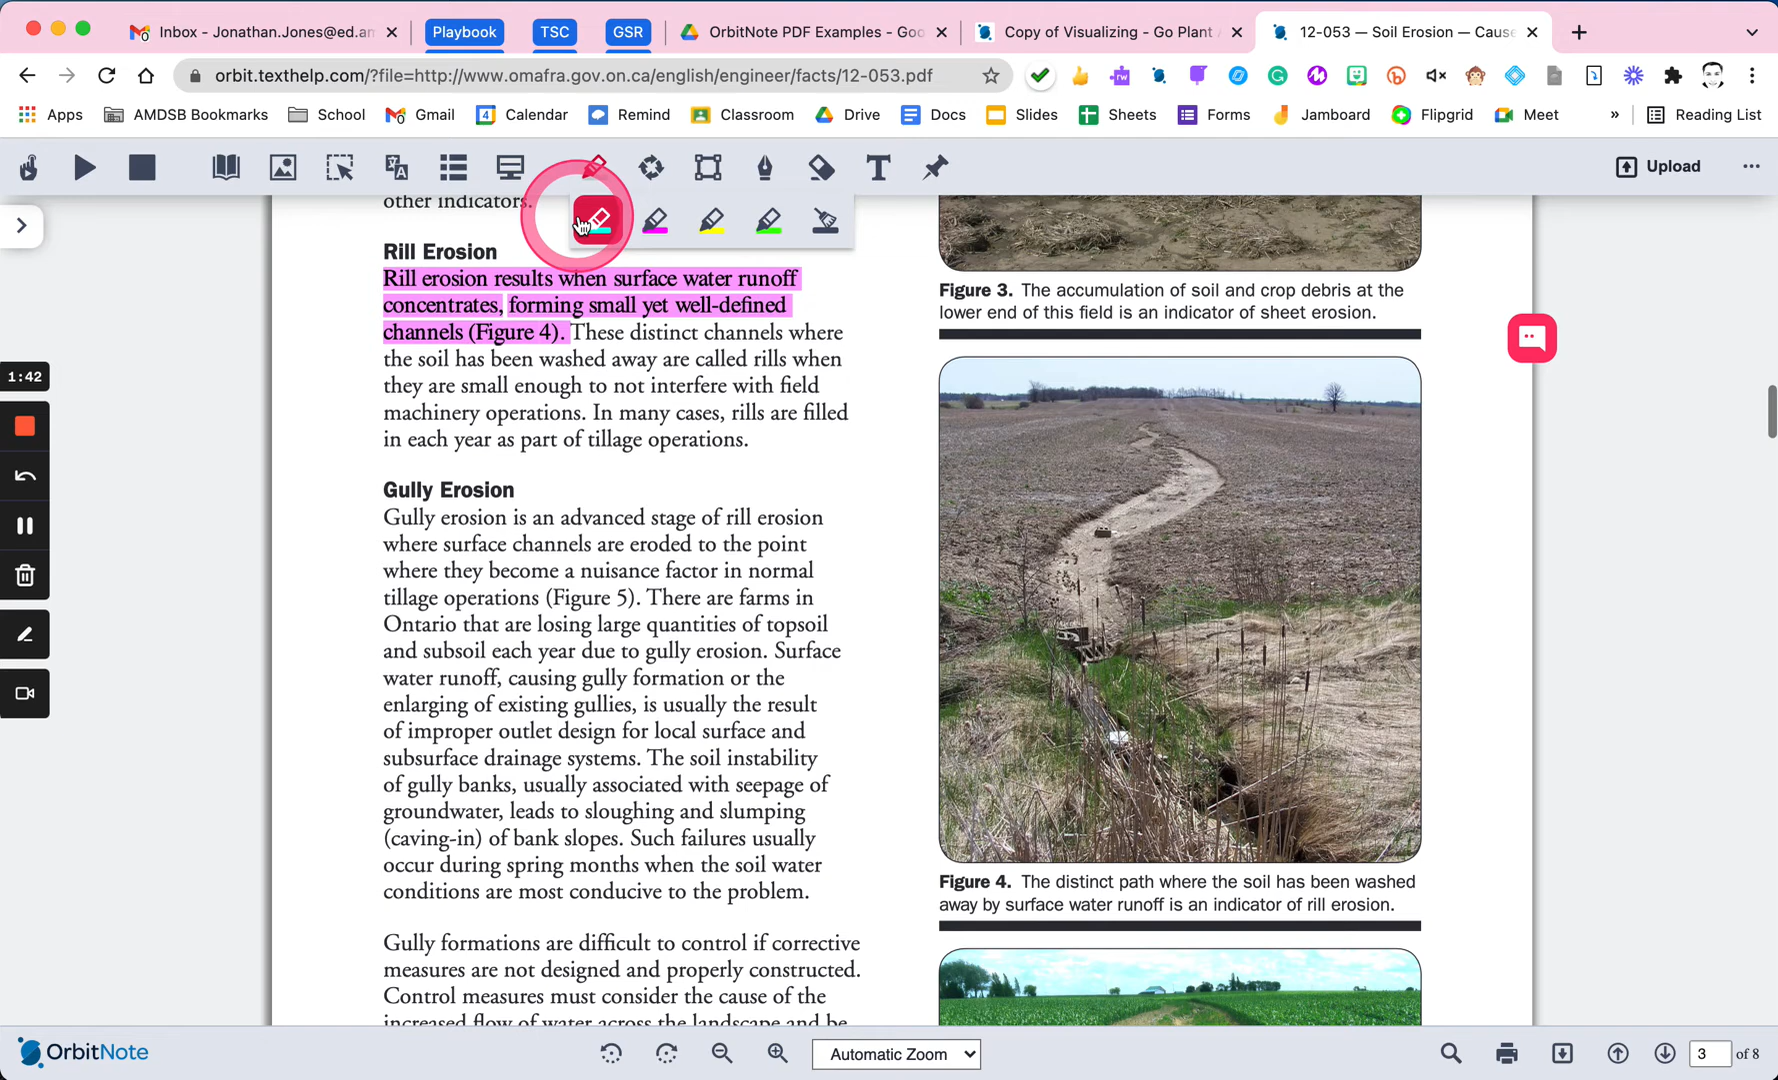 Inbox - Jonathan.Jones@ed.am
Playbook
TSC
GSR
OrbitNote PDF Examples - Goo
Copy of Visualizing - Go Plant A
12-053 — Soil Erosion — Cause
orbit.texthelp.com/?file=http://www.omafra.gov.on.ca/english/engineer/facts/12-053.pdf
Apps
AMDSB Bookmarks
School
Gmail
Calendar
Remind
Classroom
Drive
Docs
Slides
Sheets
Forms
Jamboard
Flipgrid
Meet
»
Reading List
Upload
other indicators.
Rill Erosion
Rill erosion results when surface water runoff
concentrates, forming small yet well-defined
channels (Figure 4). These distinct channels where
the soil has been washed away are called rills when
they are small enough to not interfere with field
machinery operations. In many cases, rills are filled
in each year as part of tillage operations.
Gully Erosion
Gully erosion is an advanced stage of rill erosion
where surface channels are eroded to the point
where they become a nuisance factor in normal
tillage operations (Figure 5). There are farms in
Ontario that are losing large quantities of topsoil
and subsoil each year due to gully erosion. Surface
water runoff, causing gully formation or the
enlarging of existing gullies, is usually the result
of improper outlet design for local surface and
subsurface drainage systems. The soil instability
of gully banks, usually associated with seepage of
groundwater, leads to sloughing and slumping
(caving-in) of bank slopes. Such failures usually
occur during spring months when the soil water
conditions are most conducive to the problem.
Gully formations are difficult to control if corrective
measures are not designed and properly constructed.
Control measures must consider the cause of the
increased flow of water across the landscape and be
Figure 3. The accumulation of soil and crop debris at the
lower end of this field is an indicator of sheet erosion.
Figure 4. The distinct path where the soil has been washed
away by surface water runoff is an indicator of rill erosion.
1:42
OrbitNote
Automatic Zoom
3 of 8